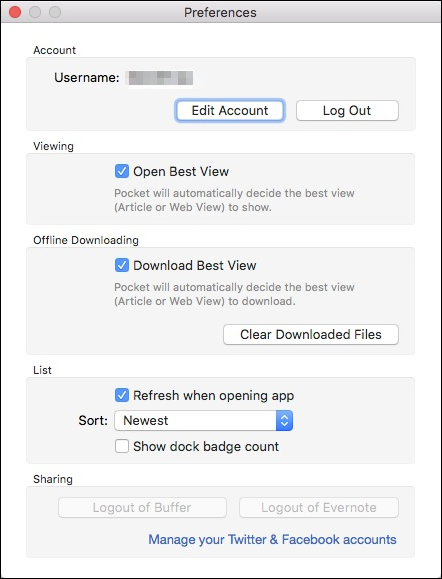 Preferences
Account
Username:
Edit Account
Log Out
Viewing
Open Best View
Pocket will automatically decide the best view
(Article or Web View) to show.
Offline Downloading
Download Best View
Pocket will automatically decide the best view
(Article or Web View) to download.
Clear Downloaded Files
List
Refresh when opening app
Sort: Newest
Show dock badge count
Sharing
Logout of Buffer
Logout of Evernote
Manage your Twitter & Facebook accounts